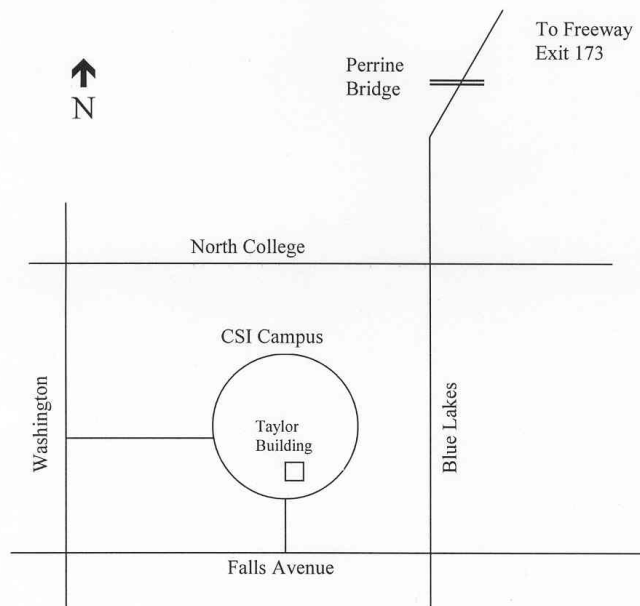 To Freeway
Exit 173
Perrine
Bridge
N
North College
CSI Campus
Washington
Taylor
Building
Blue Lakes
Falls Avenue